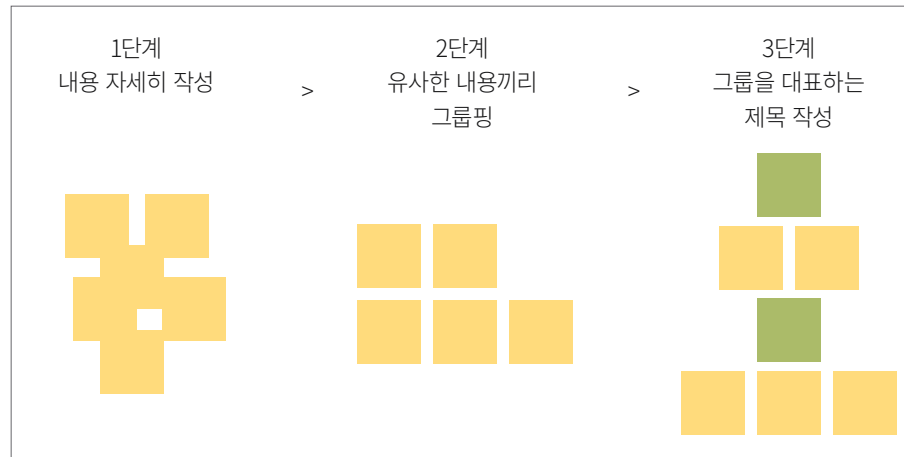 1단계
내용 자세히 작성
>
2단계
유사한 내용끼리
그룹핑
>
3단계
그룹을 대표하는
제목 작성